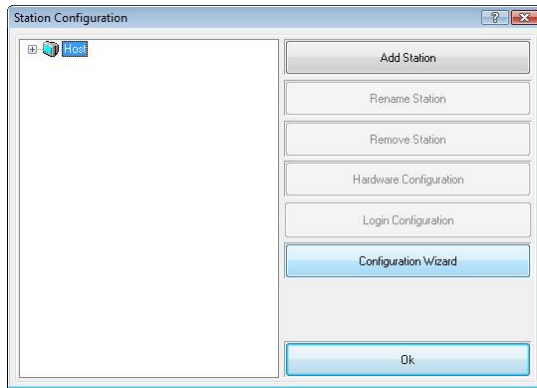 Station Configuration
Host
Add Station
Rename Station
Remove Station
Hardware Configuration
Login Configuration
Configuration Wizard
Ok